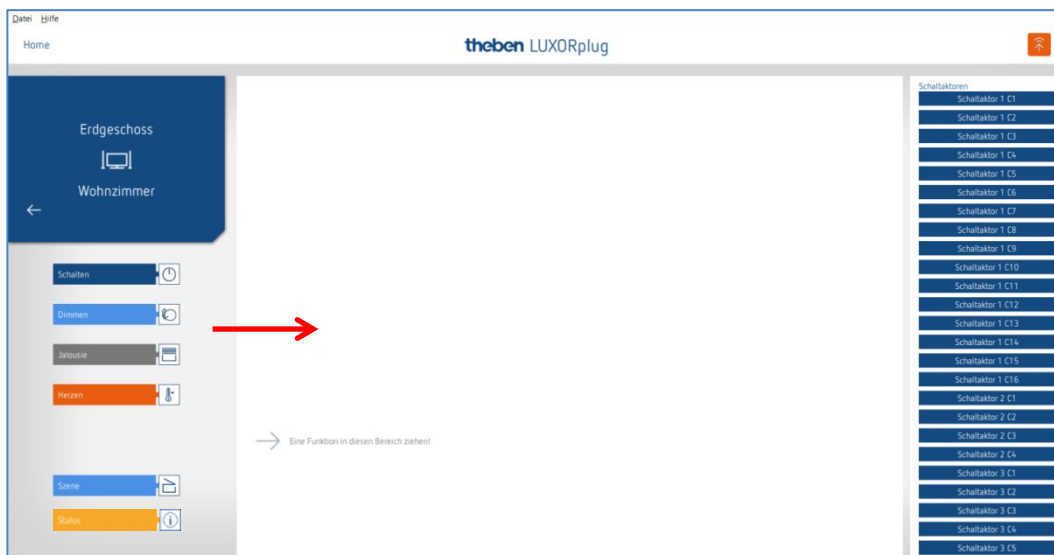 Datei Hilfe
Home
theben LUXORplug
Erdgeschoss
Wohnzimmer
Schalten
Dimmen
Jalousie
Heizen
Szene
Status
Eine Funktion in diesen Bereich ziehen!
Schaltaktoren
Schaltaktor 1 C1
Schaltaktor 1 C2
Schaltaktor 1 C3
Schaltaktor 1 C4
Schaltaktor 1 C5
Schaltaktor 1 C6
Schaltaktor 1 C7
Schaltaktor 1 C8
Schaltaktor 1 C9
Schaltaktor 1 C10
Schaltaktor 1 C11
Schaltaktor 1 C12
Schaltaktor 1 C13
Schaltaktor 1 C14
Schaltaktor 1 C15
Schaltaktor 1 C16
Schaltaktor 2 C1
Schaltaktor 2 C2
Schaltaktor 2 C3
Schaltaktor 2 C4
Schaltaktor 3 C1
Schaltaktor 3 C2
Schaltaktor 3 C3
Schaltaktor 3 C4
Schaltaktor 3 C5